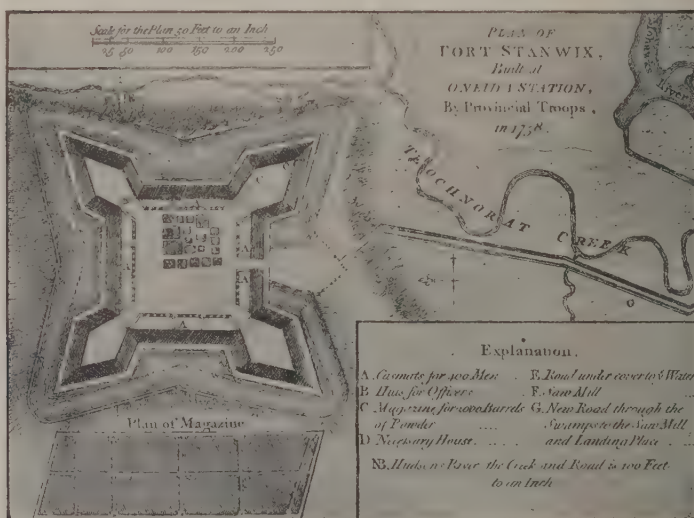 Scale for the Plan 50 Feet to an Inch
25 50 100 150 200 250
PLAN OF
FORT STANWIX,
Built at
ONEIDA STATION,
By Provincial Troops,
in 1758.
River
TEOCHNORAT CREEK
G
C
A
A
A
A
Plan of Magazine
Explanation.
A. Casmats for 400 Men
B Huts for Officers
C Magazine for 1000 Barrels
of Powder ....
D Necessary House .....
E. Road under cover to ye Water
F. Saw Mill
G. New Road through the
Swamps to the Saw Mill
and Landing Place ...
NB. Hudsons River the Creek and Road is 100 Feet
to an Inch